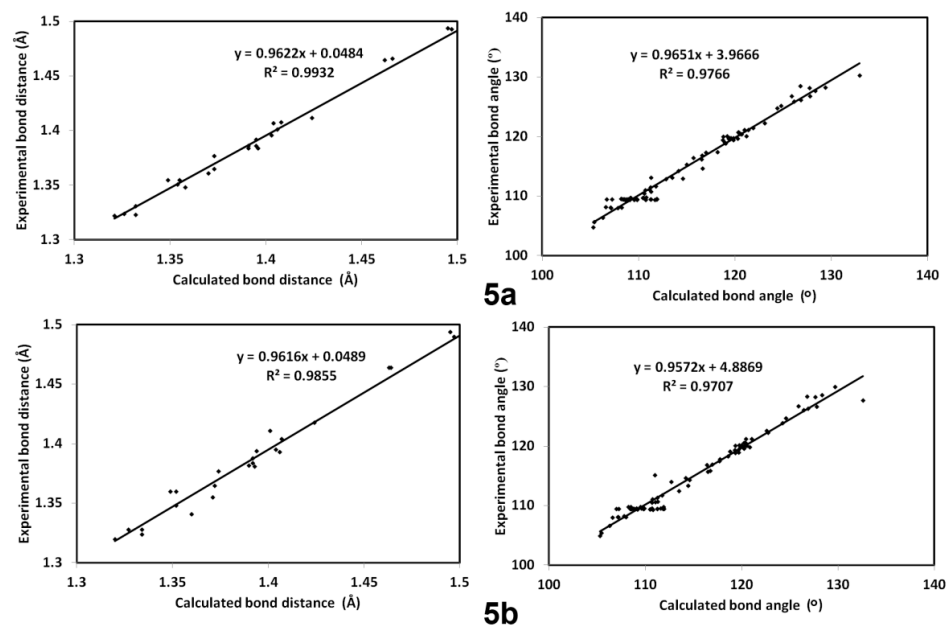 1.5
1.45
1.4
1.35
1.3
Experimental bond distance (Å)
y = 0.9622x + 0.0484
R² = 0.9932
1.3 1.35 1.4 1.45 1.5
Calculated bond distance (Å)
140
130
120
110
100
Experimental bond angle (°)
y = 0.9651x + 3.9666
R² = 0.9766
100 110 120 130 140
Calculated bond angle (º)
5a
1.5
1.45
1.4
1.35
1.3
Experimental bond distance (Å)
y = 0.9616x + 0.0489
R² = 0.9855
1.3 1.35 1.4 1.45 1.5
Calculated bond distance (Å)
140
130
120
110
100
Experimental bond angle (°)
y = 0.9572x + 4.8869
R² = 0.9707
100 110 120 130 140
Calculated bond angle (º)
5b